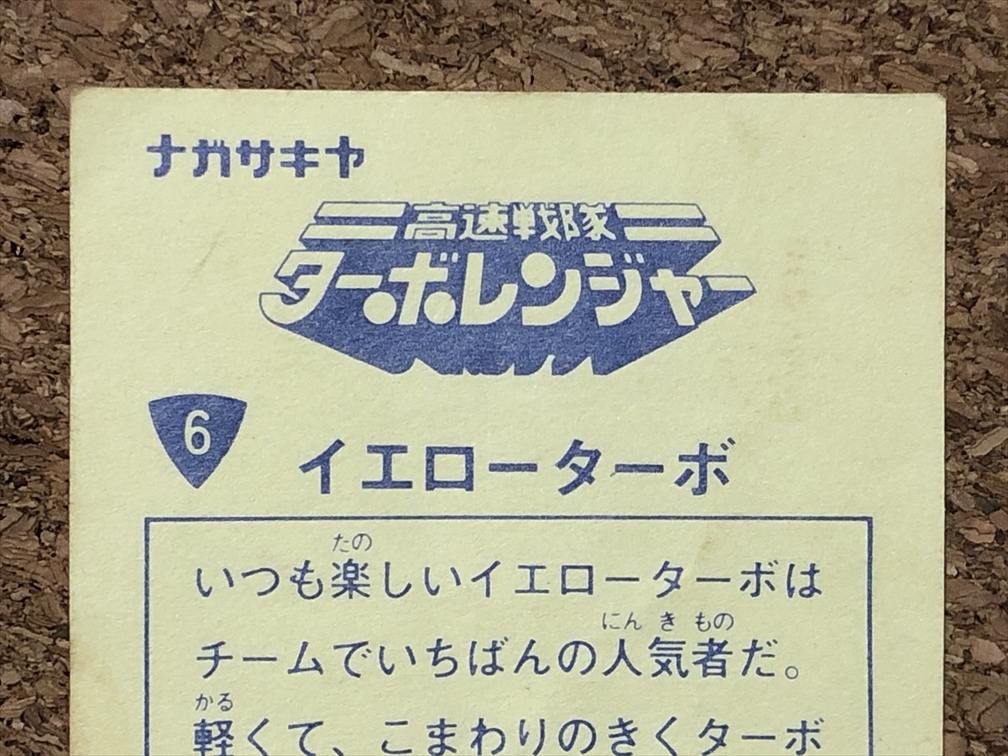 ナガサキヤ
高速戦隊
ターボレンジャー
6
イエローターボ
たの
いつも楽しいイエローターボは
にん き もの
チームでいちばんの人気者だ。
かる
軽くて、こまわりのきくターボ